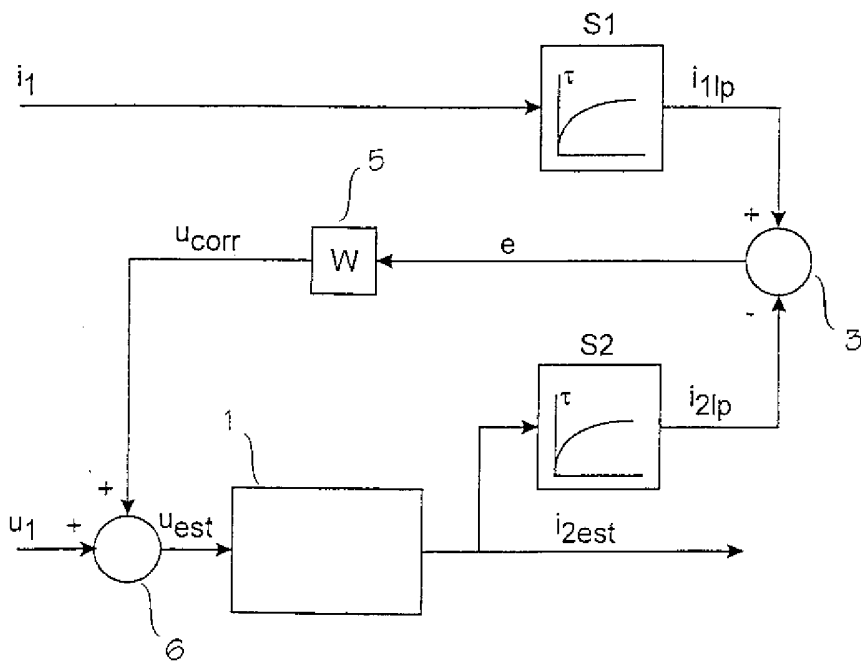 S1
i1
τ
i1lp
5
+
ucorr
W
e
3
-
S2
τ
i2lp
1
+
u1
+
uest
i2est
6